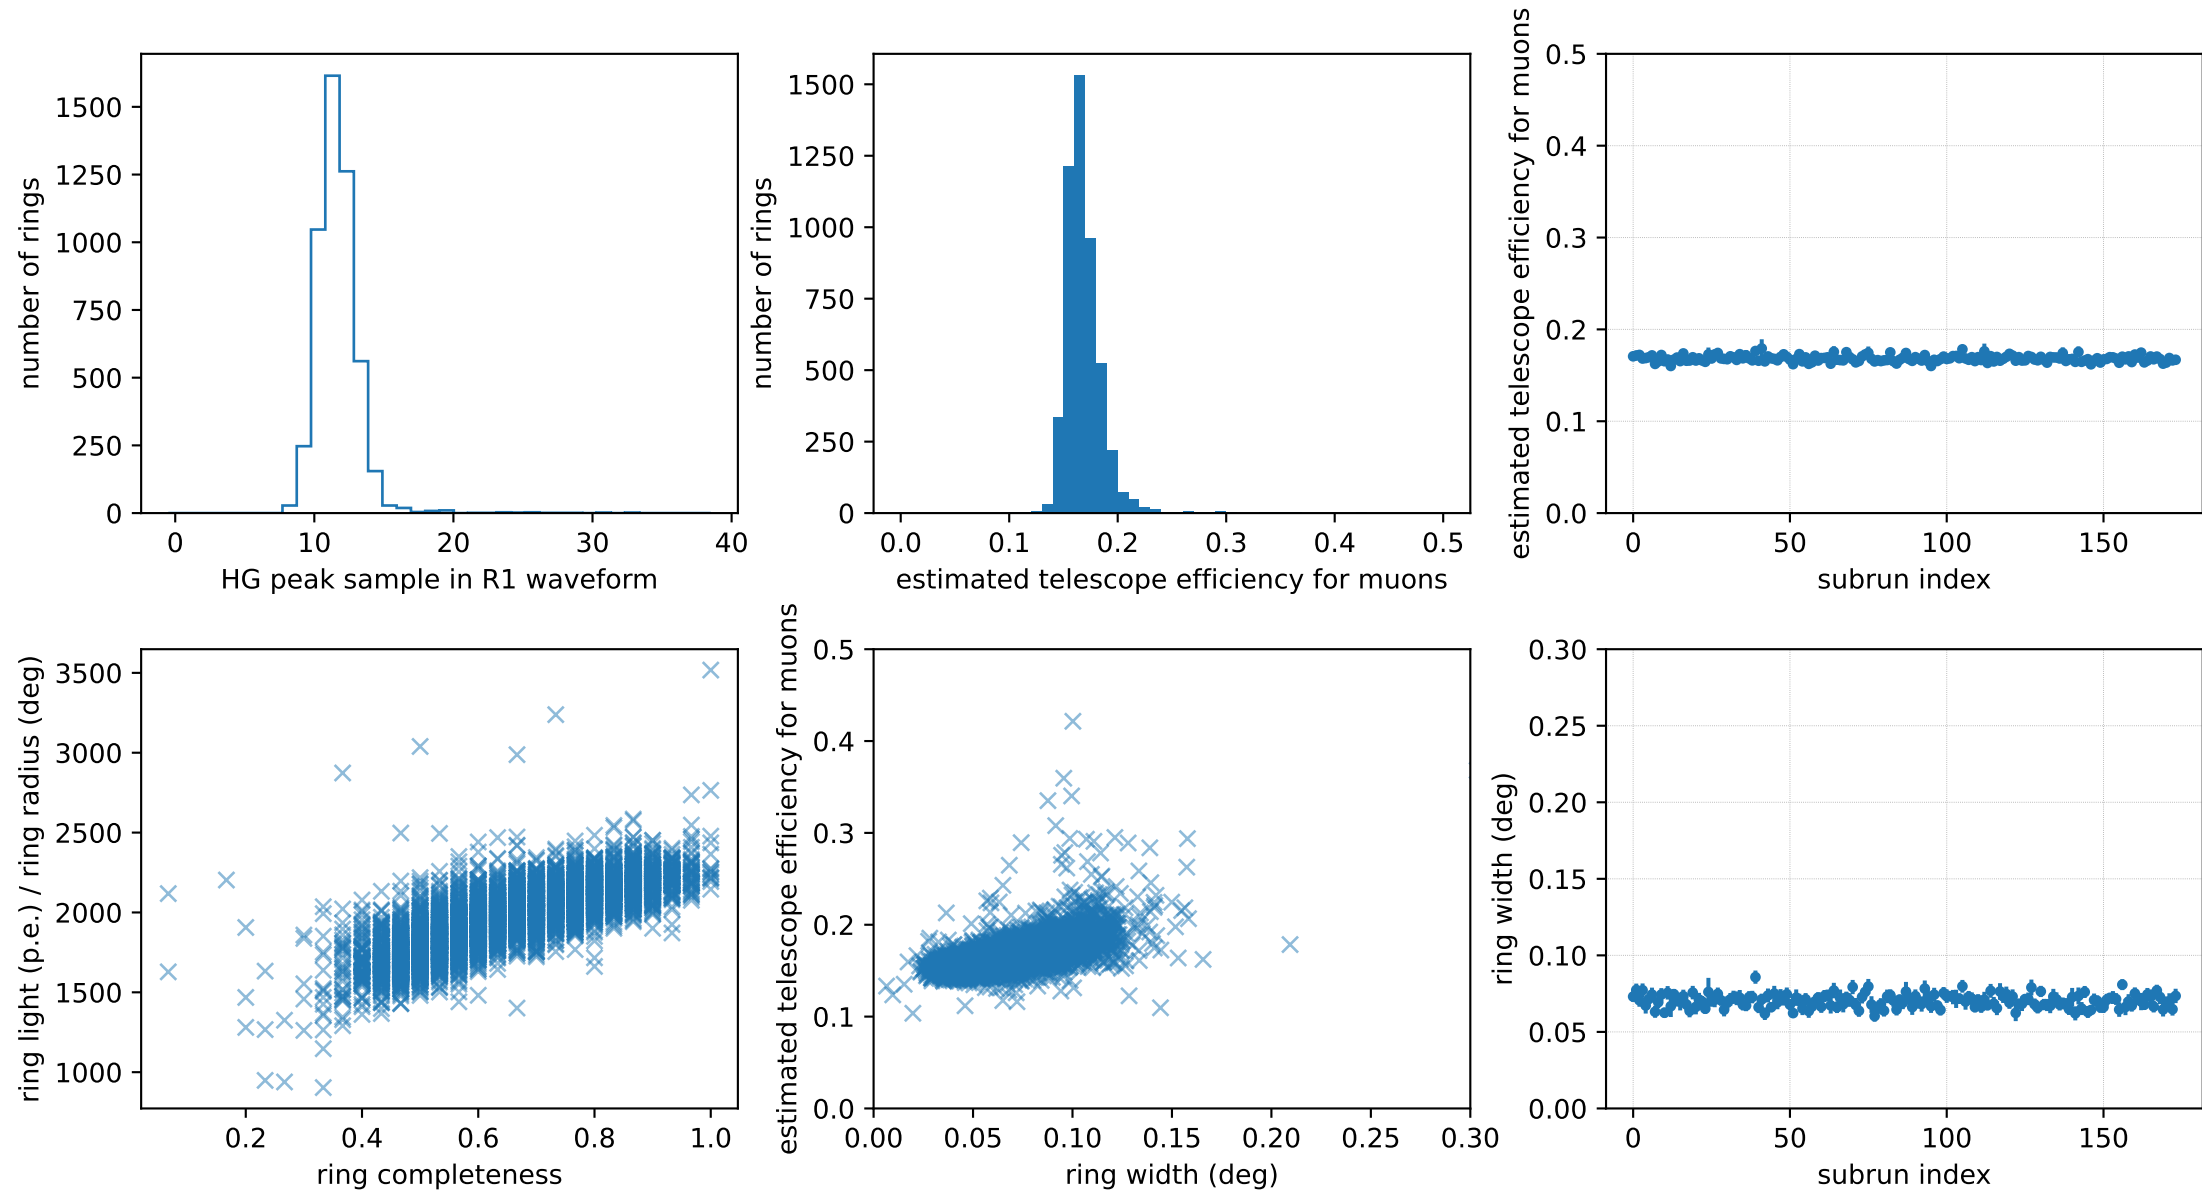 number of rings
1500
1250
1000
750
500
250
0
0 10 20 30 40
HG peak sample in R1 waveform
number of rings
1500
1250
1000
750
500
250
0
0.0 0.1 0.2 0.3 0.4 0.5
estimated telescope efficiency for muons
estimated telescope efficiency for muons
0.5
0.4
0.3
0.2
0.1
0.0
0 50 100 150
subrun index
ring light (p.e.) / ring radius (deg)
3500
3000
2500
2000
1500
1000
0.2 0.4 0.6 0.8 1.0
ring completeness
estimated telescope efficiency for muons
0.5
0.4
0.3
0.2
0.1
0.0
0.00 0.05 0.10 0.15 0.20 0.25 0.30
ring width (deg)
ring width (deg)
0.30
0.25
0.20
0.15
0.10
0.05
0.00
0 50 100 150
subrun index